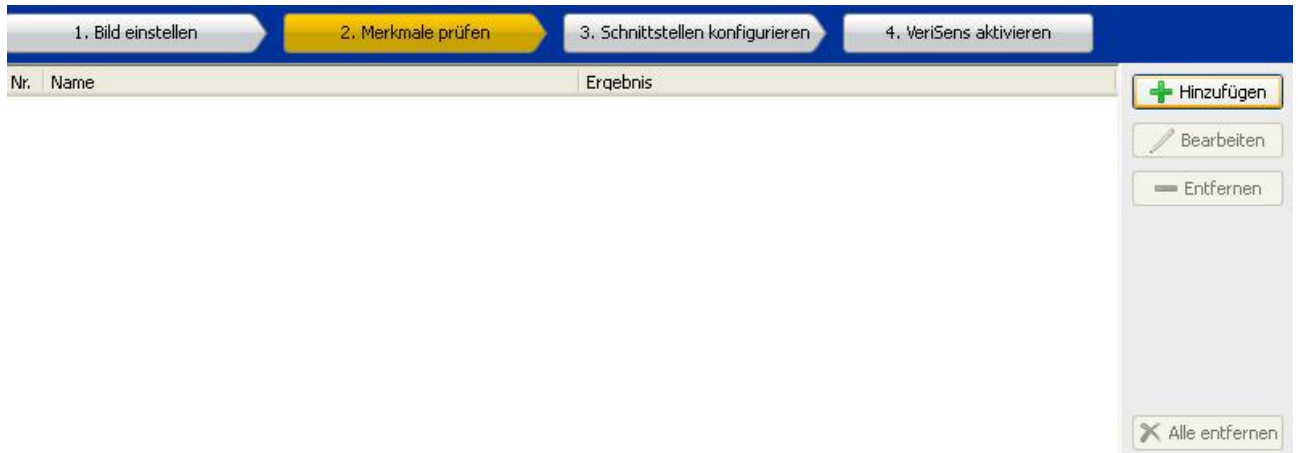 1. Bild einstellen 2. Merkmale prüfen 3. Schnittstellen konfigurieren 4. VeriSens aktivieren
Nr. Name Ergebnis
Hinzufügen
Bearbeiten
Entfernen
Alle entfernen